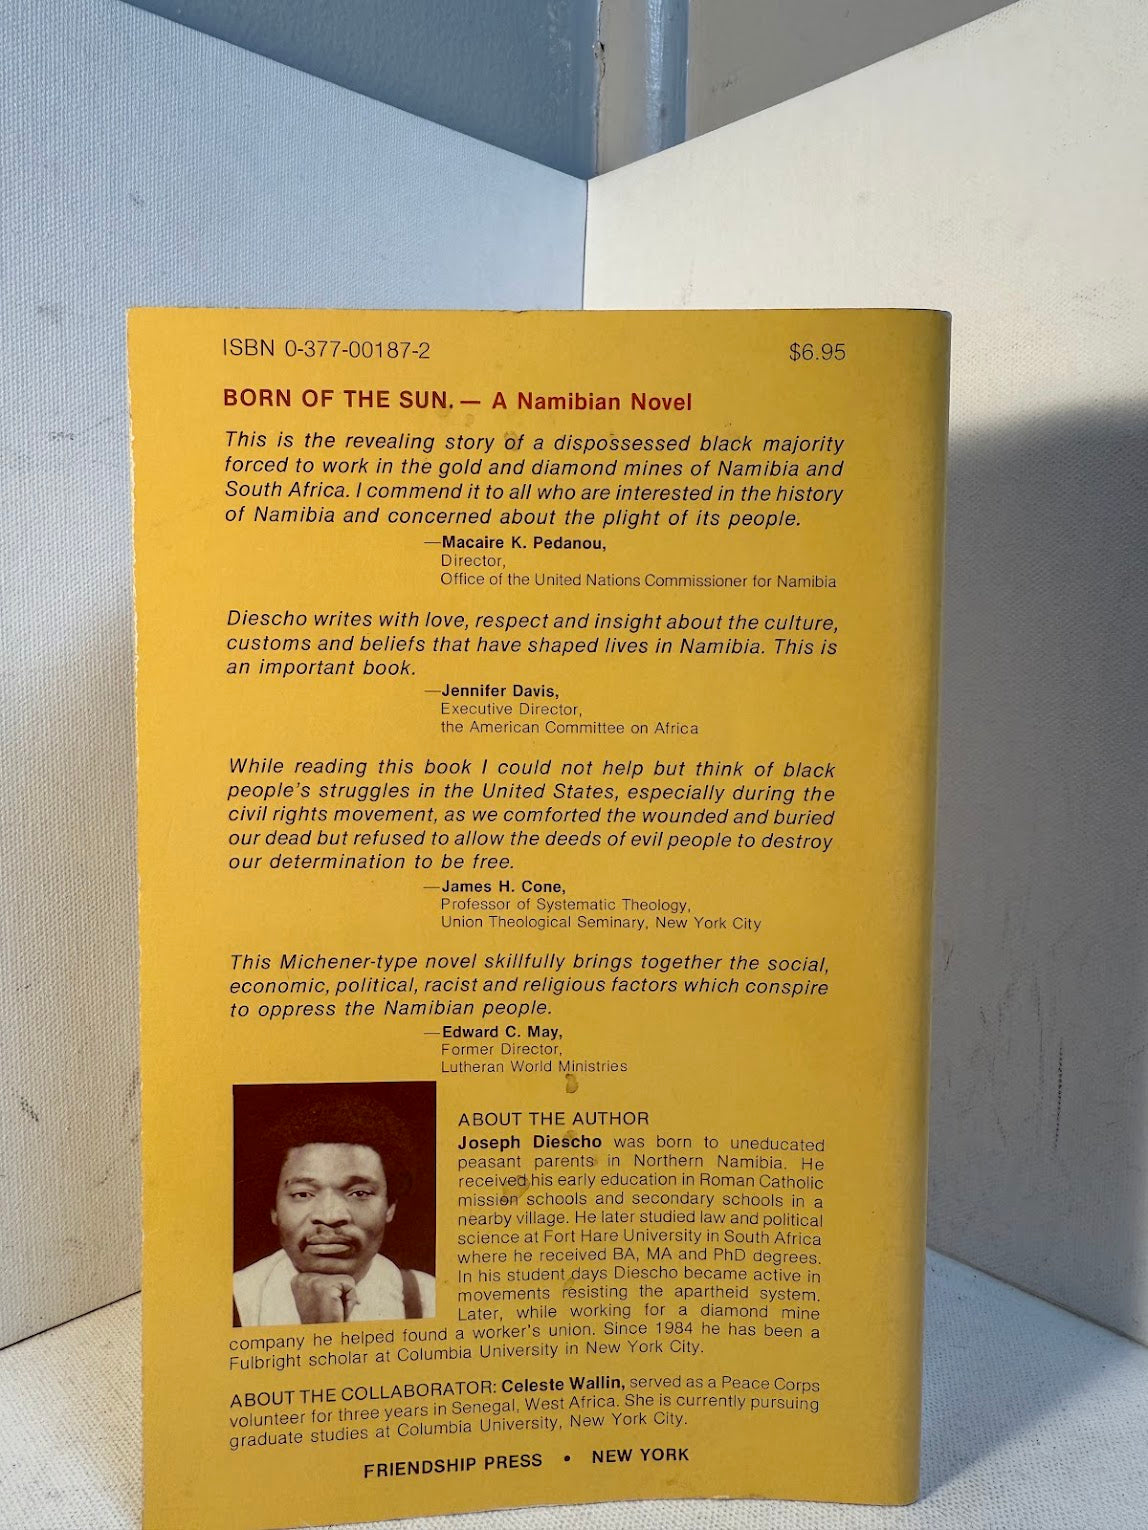 ISBN 0-377-00187-2
$6.95
BORN OF THE SUN. — A Namibian Novel
This is the revealing story of a dispossessed black majority
forced to work in the gold and diamond mines of Namibia and
South Africa. I commend it to all who are interested in the history
of Namibia and concerned about the plight of its people.
—Macaire K. Pedanou,
Director,
Office of the United Nations Commissioner for Namibia
Diescho writes with love, respect and insight about the culture,
customs and beliefs that have shaped lives in Namibia. This is
an important book.
—Jennifer Davis,
Executive Director,
the American Committee on Africa
While reading this book I could not help but think of black
people's struggles in the United States, especially during the
civil rights movement, as we comforted the wounded and buried
our dead but refused to allow the deeds of evil people to destroy
our determination to be free.
—James H. Cone,
Professor of Systematic Theology,
Union Theological Seminary, New York City
This Michener-type novel skillfully brings together the social,
economic, political, racist and religious factors which conspire
to oppress the Namibian people.
—Edward C. May,
Former Director,
Lutheran World Ministries
ABOUT THE AUTHOR
Joseph Diescho was born to uneducated
peasant parents in Northern Namibia. He
received his early education in Roman Catholic
mission schools and secondary schools in a
nearby village. He later studied law and political
science at Fort Hare University in South Africa
where he received BA, MA and PhD degrees.
In his student days Diescho became active in
movements resisting the apartheid system.
Later, while working for a diamond mine
company he helped found a worker's union. Since 1984 he has been a
Fulbright scholar at Columbia University in New York City.
ABOUT THE COLLABORATOR: Celeste Wallin, served as a Peace Corps
volunteer for three years in Senegal, West Africa. She is currently pursuing
graduate studies at Columbia University, New York City.
FRIENDSHIP PRESS • NEW YORK